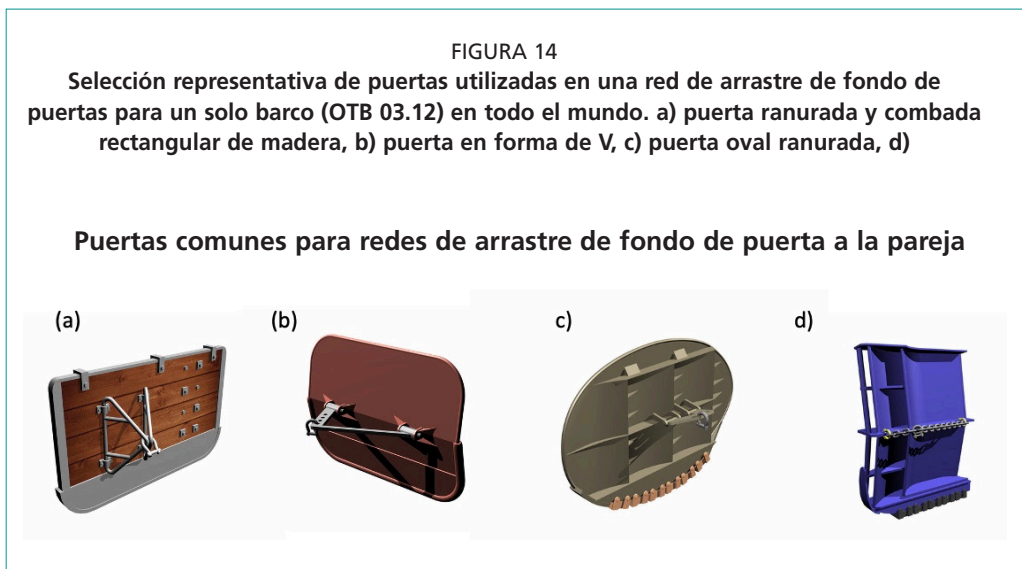 FIGURA 14
Selección representativa de puertas utilizadas en una red de arrastre de fondo de
puertas para un solo barco (OTB 03.12) en todo el mundo. a) puerta ranurada y combada
rectangular de madera, b) puerta en forma de V, c) puerta oval ranurada, d)
Puertas comunes para redes de arrastre de fondo de puerta a la pareja
(a) (b) c) d)